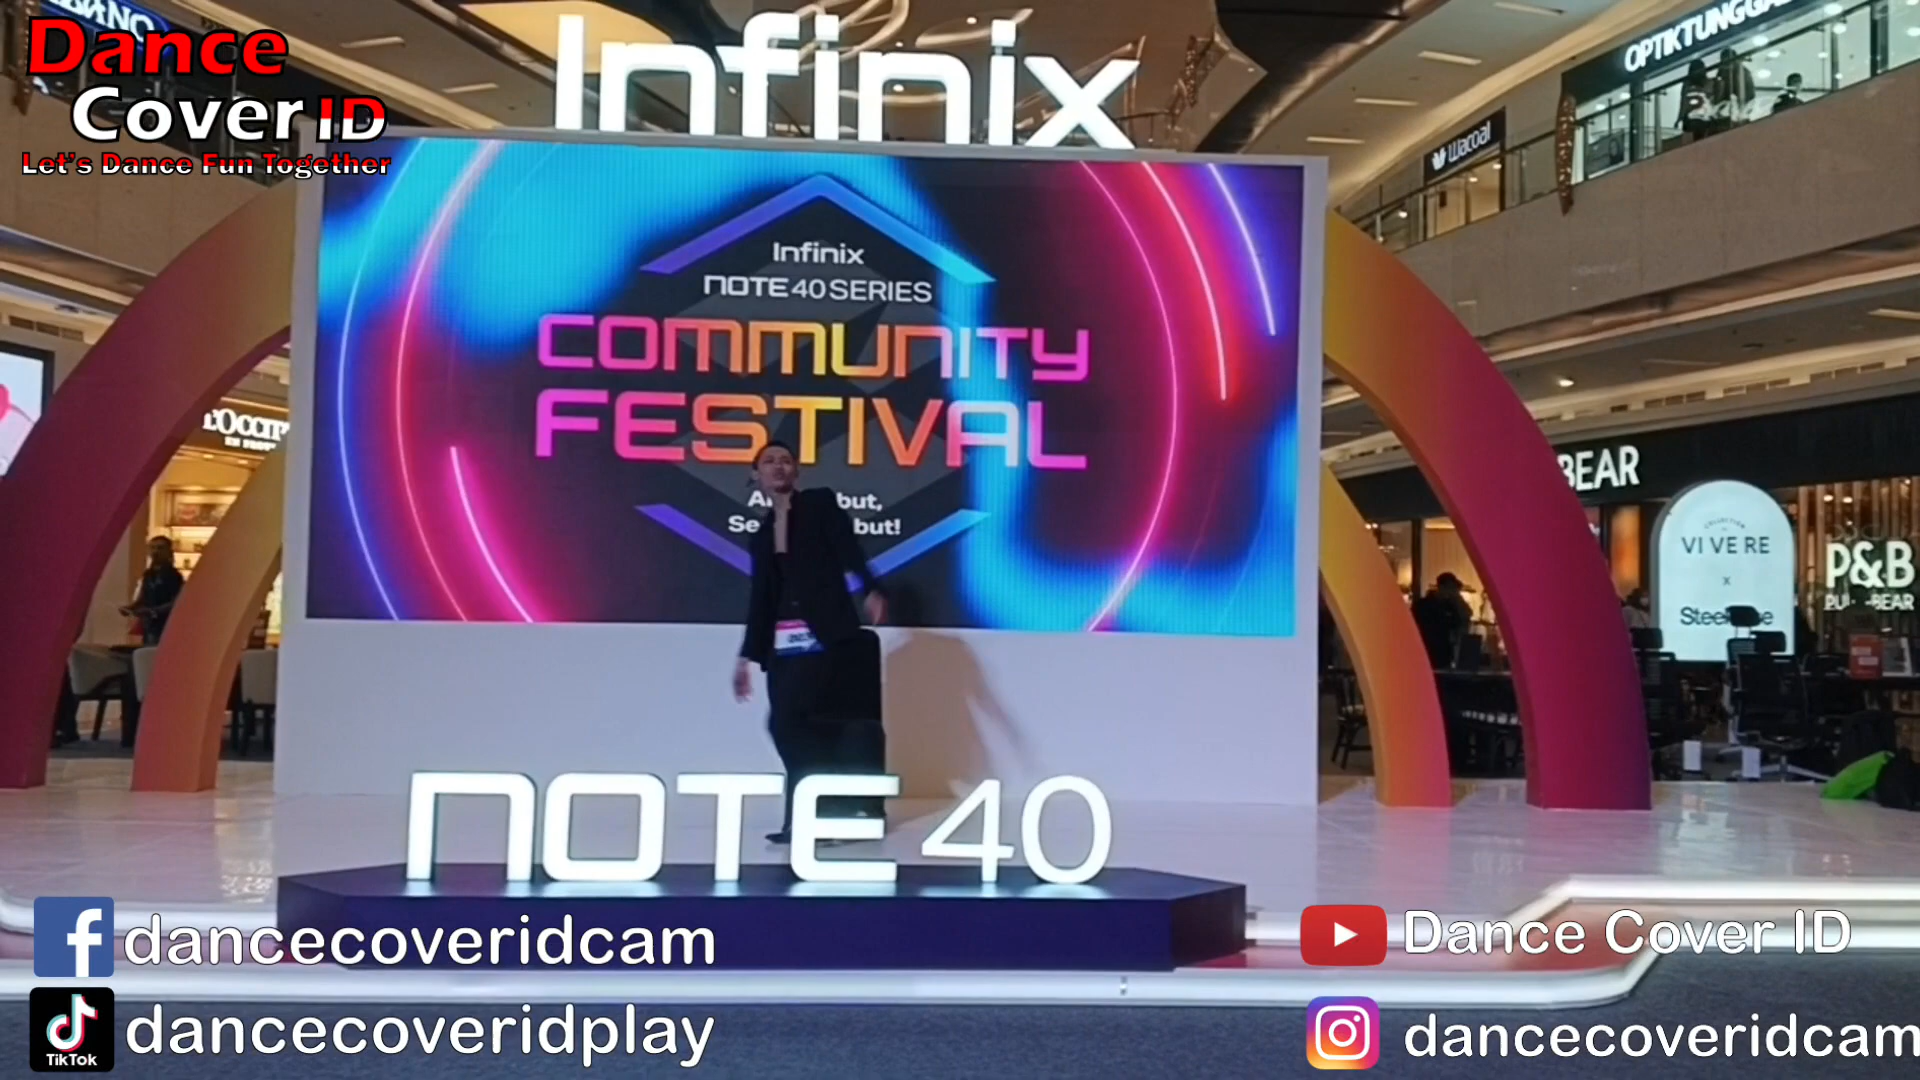 Dance
Cover ID
Let's Dance Fun Together
Infinix
OPTIK TUNGGAL
wacoal
Infinix
NOTE 40 SERIES
COMMUNITY
FESTIVAL
but,
but!
BEAR
COLLECTION
VIVERE
x
P&B
NOTE 40
dancecoveridcam
Dance Cover ID
TikTok
dancecoveridplay
dancecoveridcam